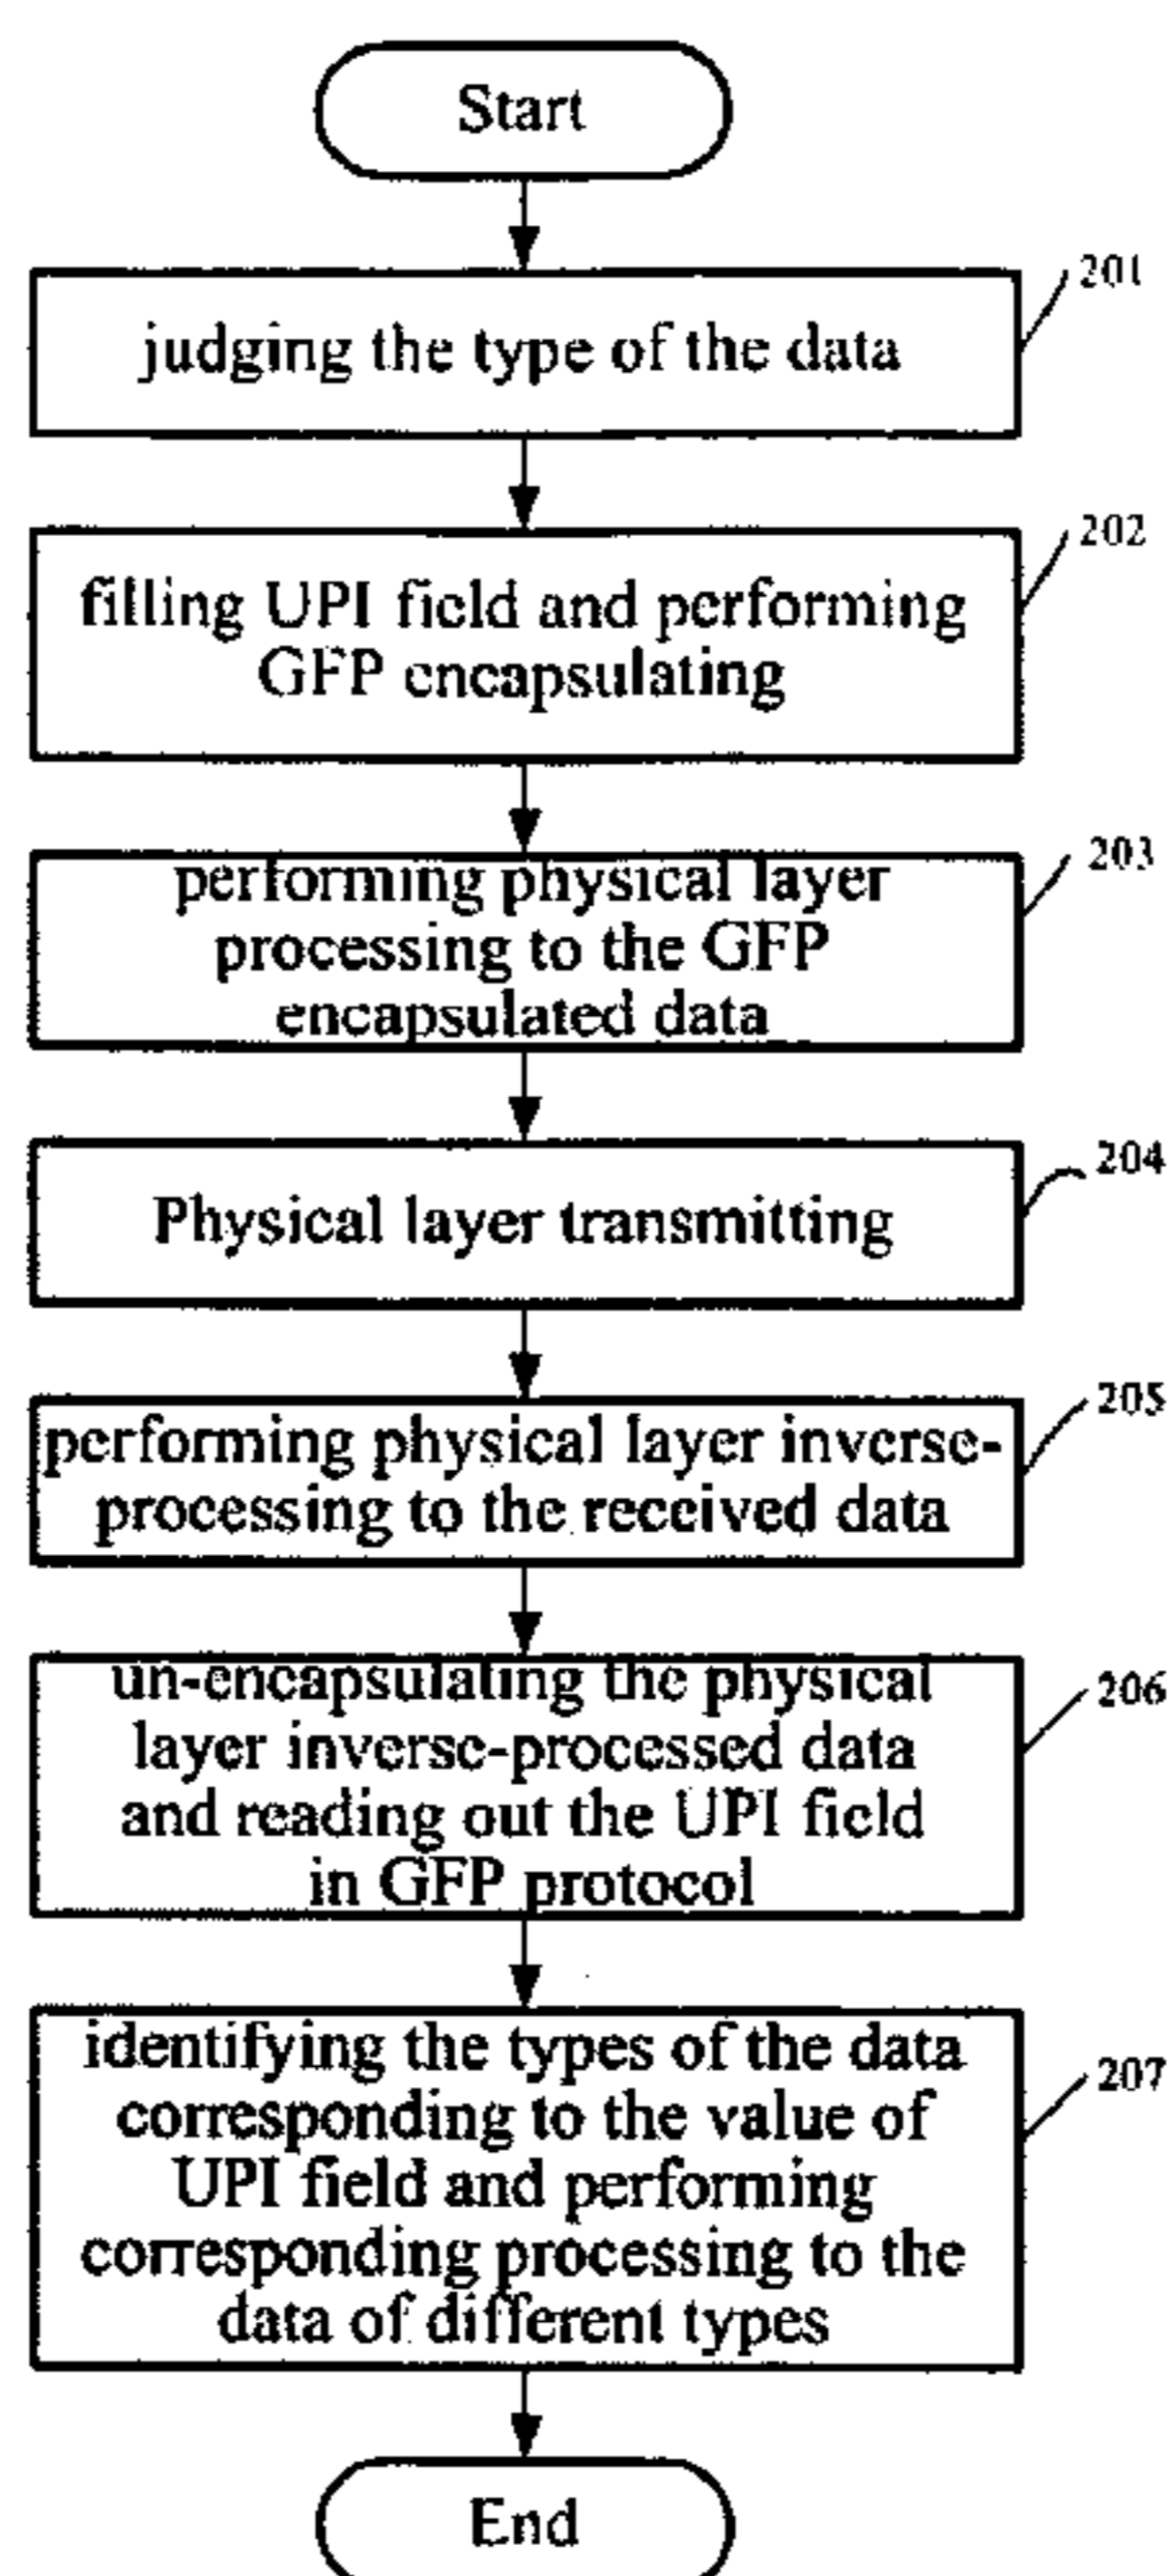 Start
201
judging the type of the data
202
filling UPI field and performing
GFP encapsulating
203
performing physical layer
processing to the GFP
encapsulated data
204
Physical layer transmitting
205
performing physical layer inverse-
processing to the received data
206
un-encapsulating the physical
layer inverse-processed data
and reading out the UPI field
in GFP protocol
207
identifying the types of the data
corresponding to the value of
UPI field and performing
corresponding processing to the
data of different types
End